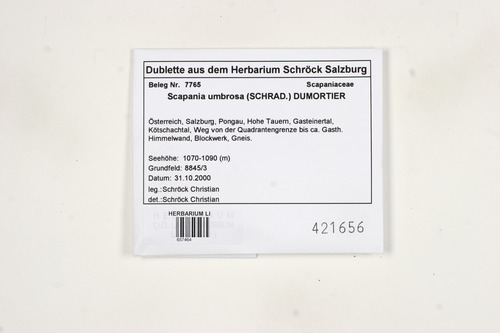 Dublette aus dem Herbarium Schröck Salzburg
Beleg Nr. 7765 Scapaniaceae
Scapania umbrosa (SCHRAD.) DUMORTIER
Österreich, Salzburg, Pongau, Hohe Tauern, Gasteinertal,
Kötschachtal, Weg von der Quadrantengrenze bis ca. Gasth.
Himmelwand, Blockwerk, Gneis.
Seehöhe: 1070-1090 (m)
Grundfeld: 8845/3
Datum: 31.10.2000
leg.:Schröck Christian
det.:Schröck Christian
HERBARIUM LI
657464
421656